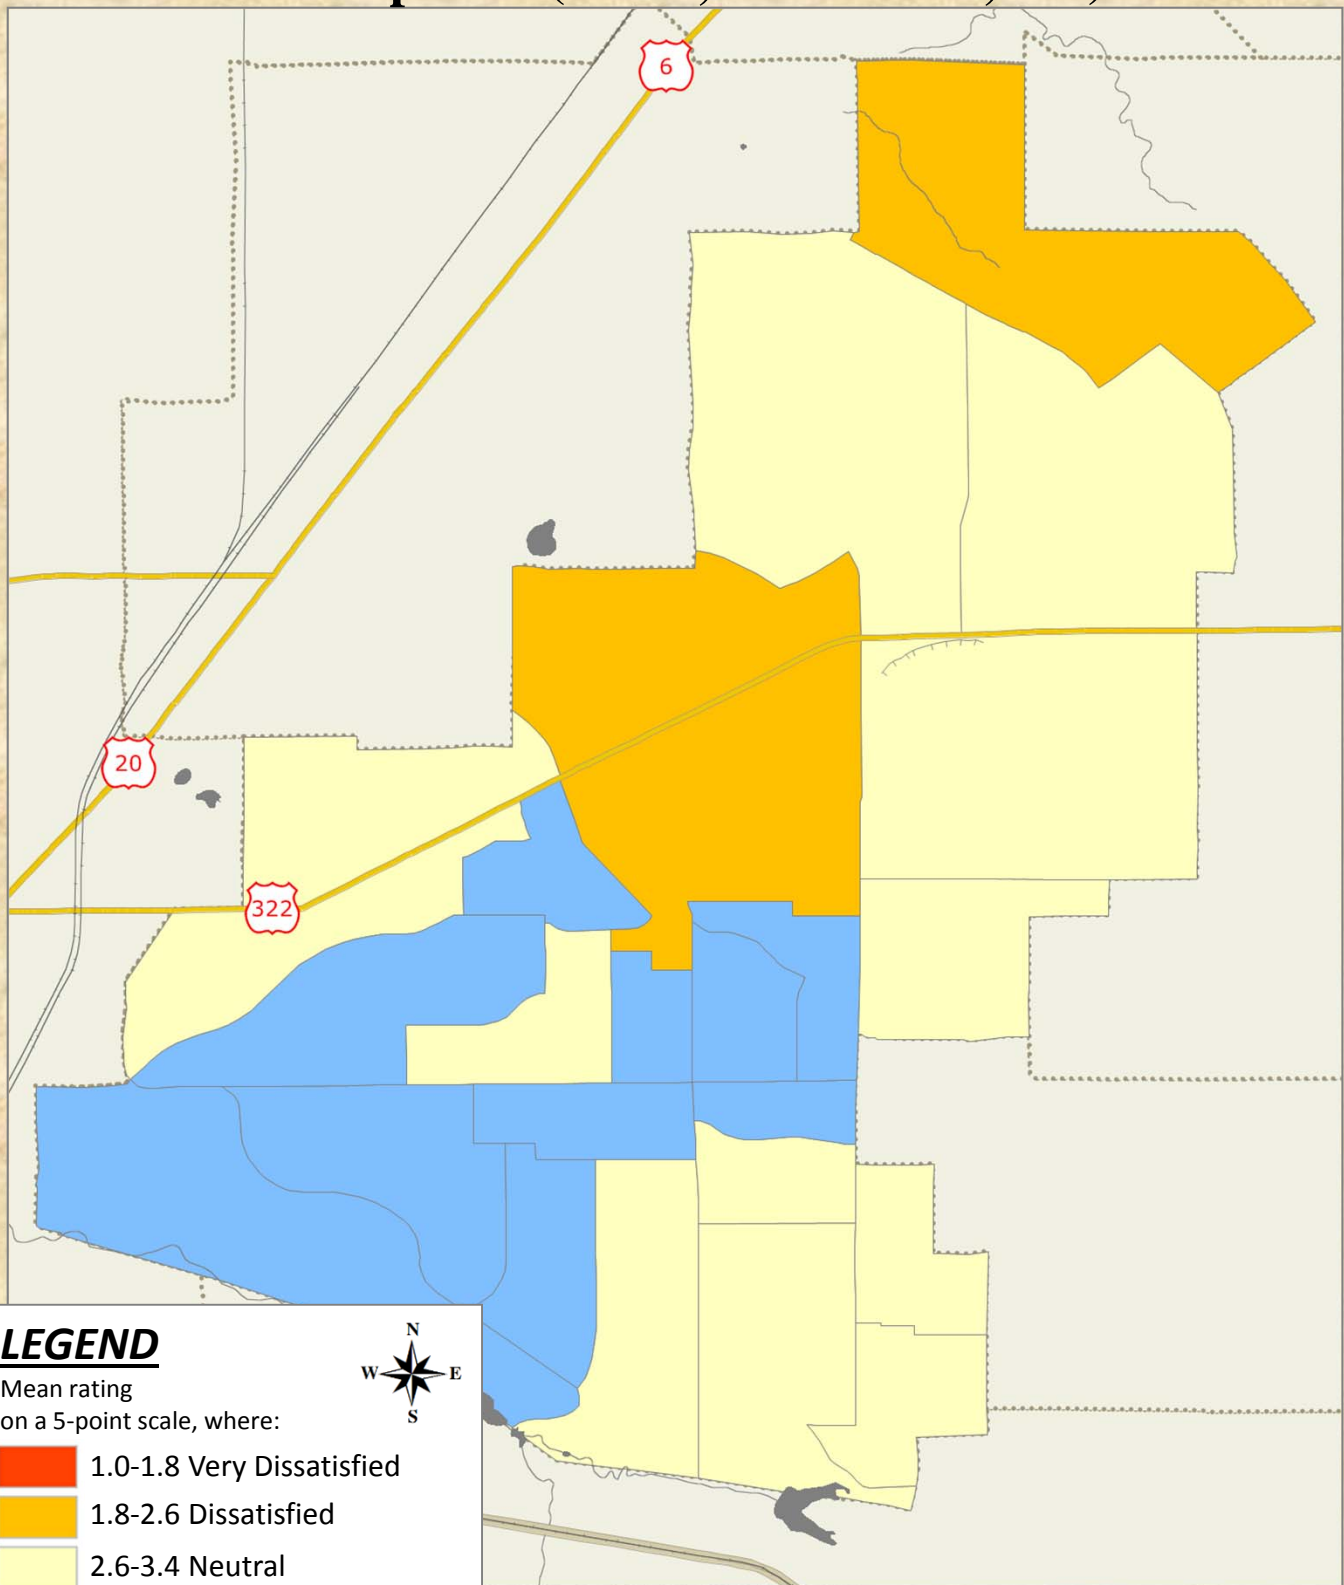 6
20
322
LEGEND
N
W E
S
Mean rating
on a 5-point scale, where:
1.0-1.8 Very Dissatisfied
1.8-2.6 Dissatisfied
2.6-3.4 Neutral